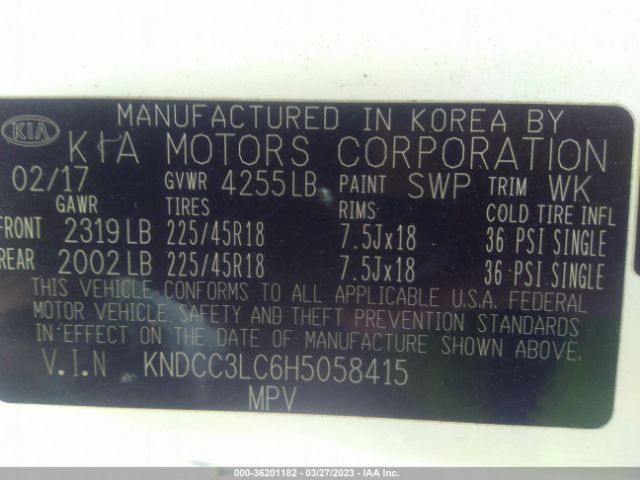 KIA
MANUFACTURED IN KOREA BY
KIA MOTORS CORPORATION
02/17 GVWR 4255LB PAINT SWP TRIM WK
GAWR TIRES RIMS COLD TIRE INFL
FRONT 2319LB 225/45R18 7.5Jx18 36 PSI SINGLE
REAR 2002LB 225/45R18 7.5Jx18 36 PSI SINGLE
THIS VEHICLE CONFORMS TO ALL APPLICABLE U.S.A. FEDERAL
MOTOR VEHICLE SAFETY AND THEFT PREVENTION STANDARDS
IN EFFECT ON THE DATE OF MANUFACTURE SHOWN ABOVE.
V.I.N KNDCC3LC6H5058415
MPV
000-36201182 - 03/27/2023 - IAA Inc.